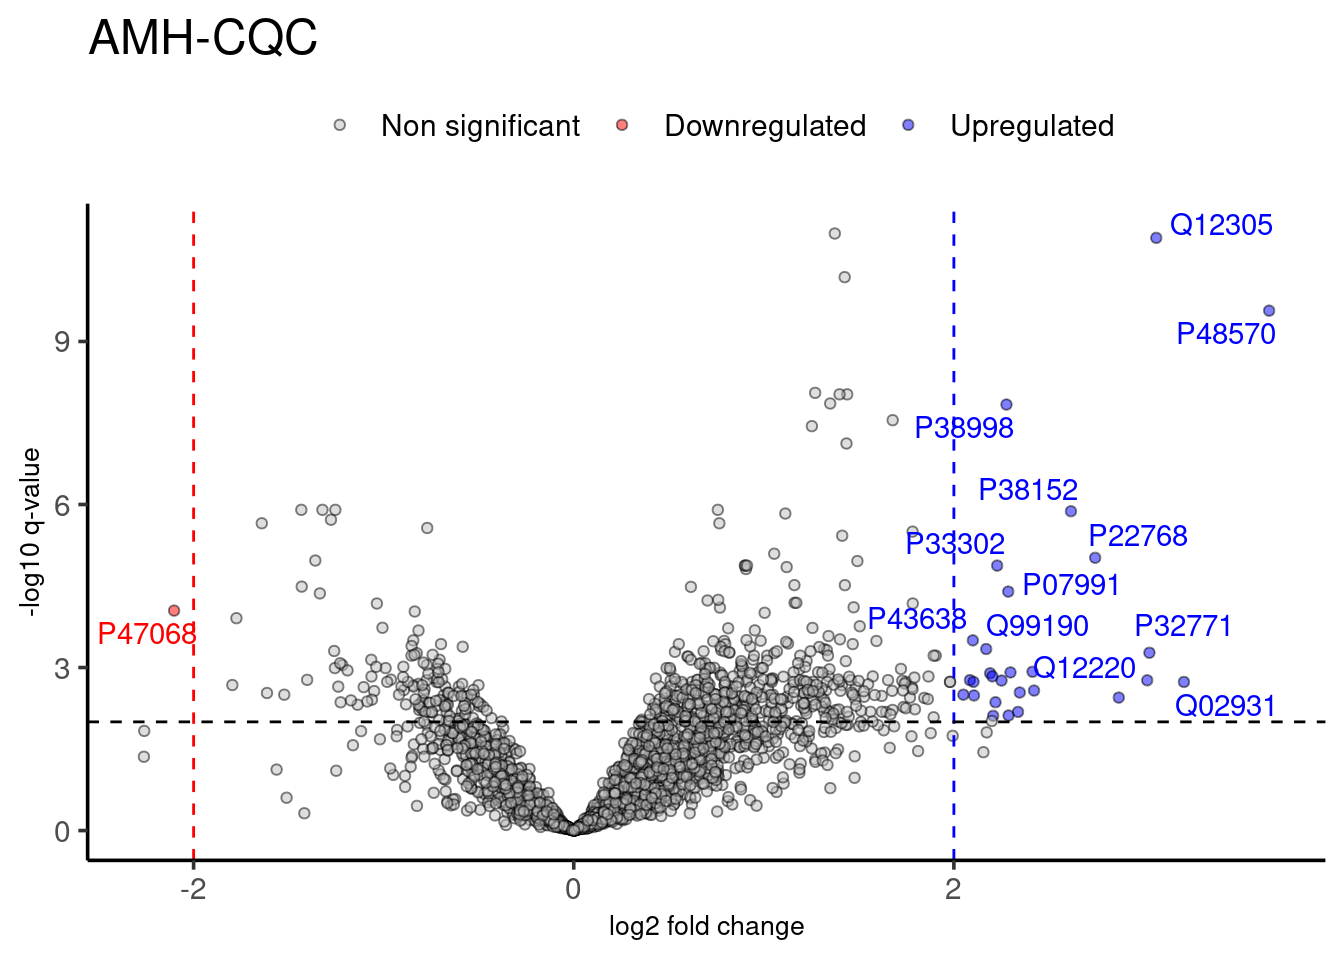 AMH-CQC
Non significant Downregulated Upregulated
Q12305
P48570
P38998
P38152
P33302
P22768
P07991
P43638
Q99190
P32771
P47068
Q12220
Q02931
9
6
3
0
-log10 q-value
-2 0 2
log2 fold change